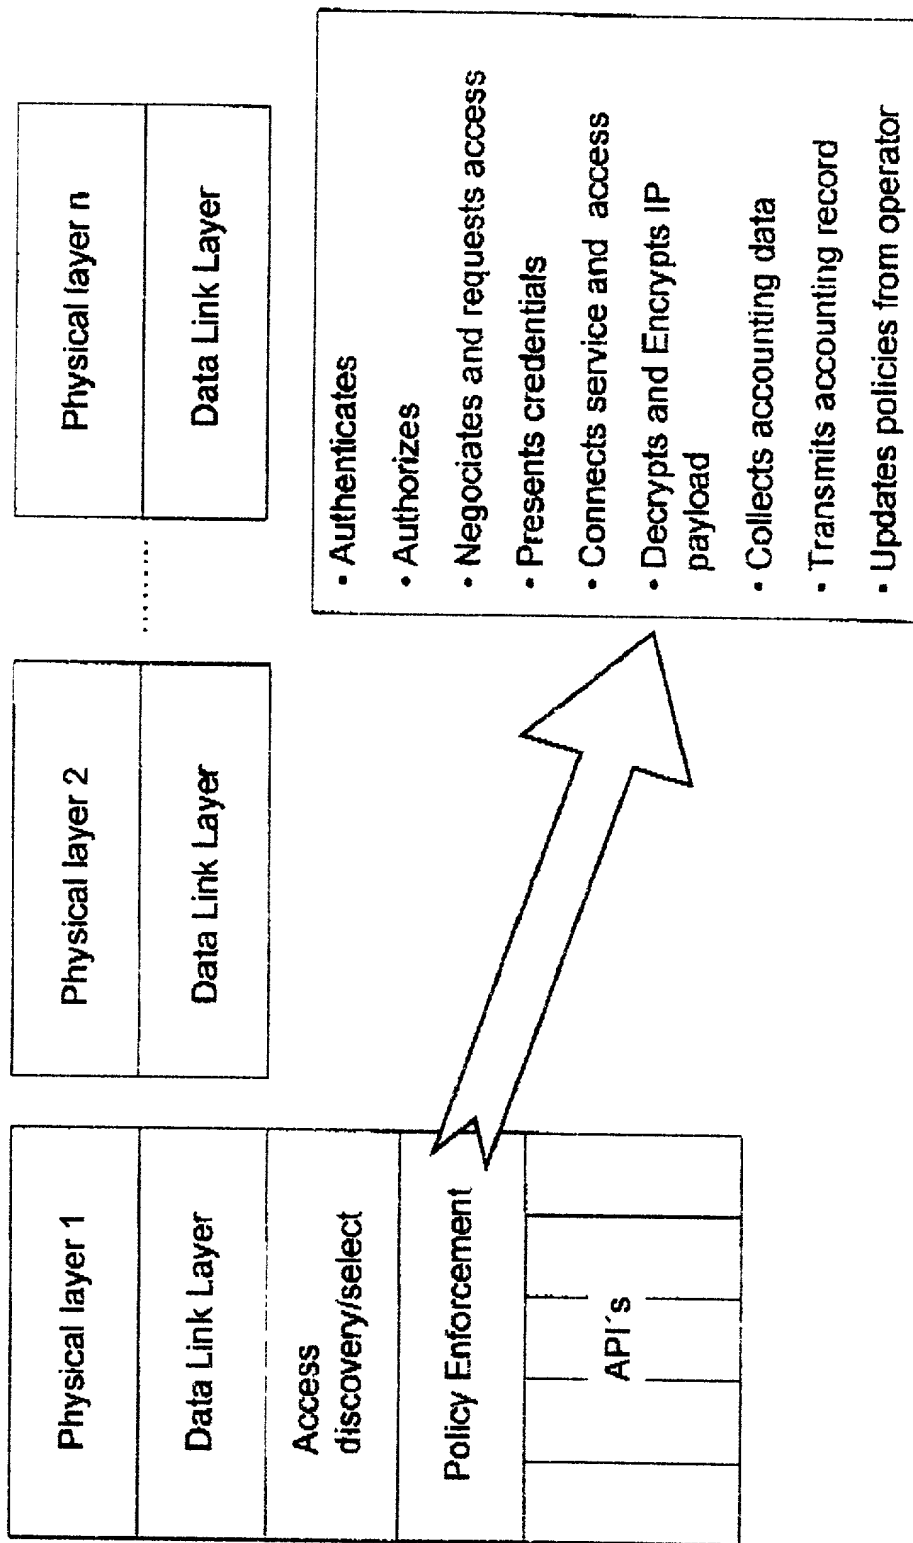 Physical layer 1
Data Link Layer
Access
discovery/select
Policy Enforcement
API´s
Physical layer 2
Data Link Layer
........
Physical layer n
Data Link Layer
• Authenticates
• Authorizes
• Negociates and requests access
• Presents credentials
• Connects service and access
• Decrypts and Encrypts IP
payload
• Collects accounting data
• Transmits accounting record
• Updates policies from operator